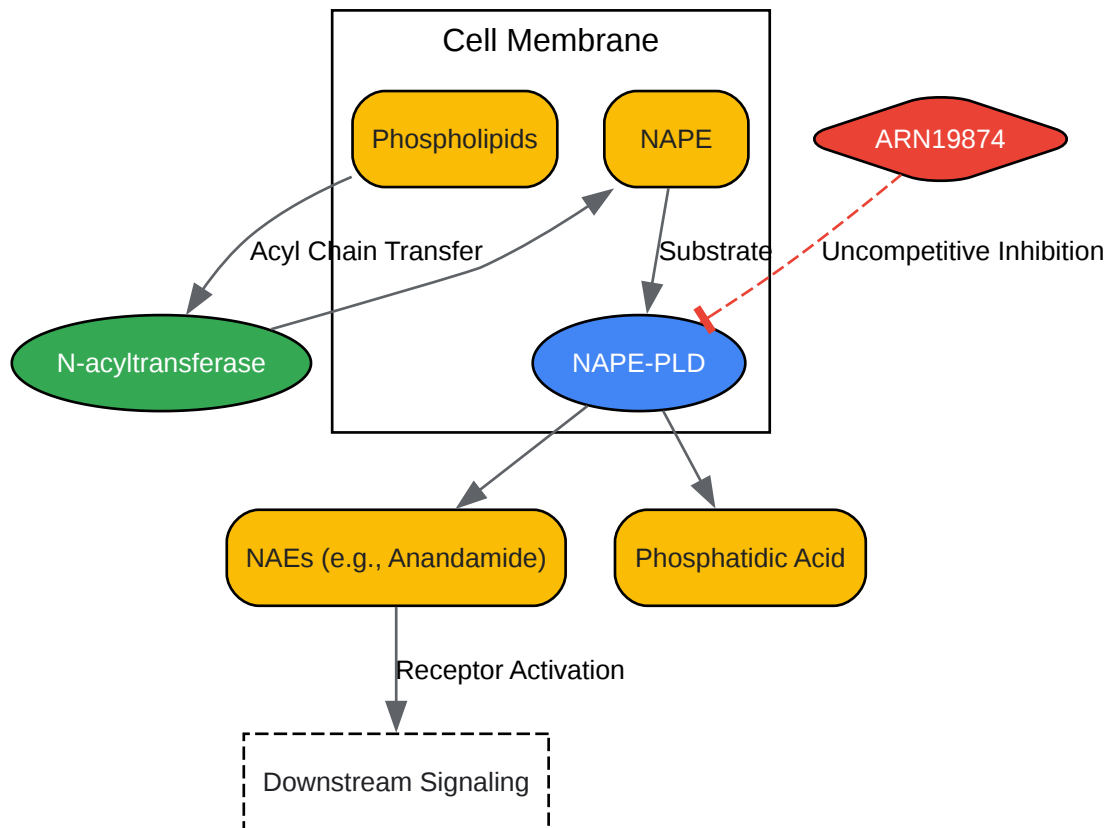 Cell Membrane
Phospholipids
NAPE
ARN19874
Acyl Chain Transfer
Substrate
Uncompetitive Inhibition
N-acyltransferase
NAPE-PLD
NAEs (e.g., Anandamide)
Phosphatidic Acid
Receptor Activation
Downstream Signaling